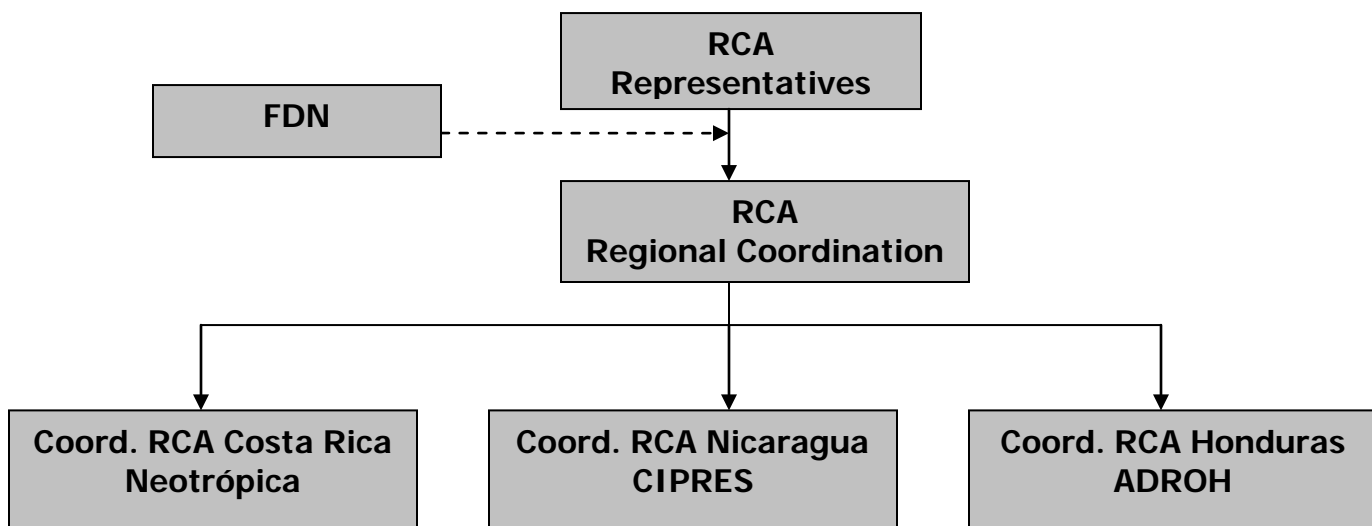 RCA
Representatives
FDN
RCA
Regional Coordination
Coord. RCA Costa Rica
Neotrópica
Coord. RCA Nicaragua
CIPRES
Coord. RCA Honduras
ADROH